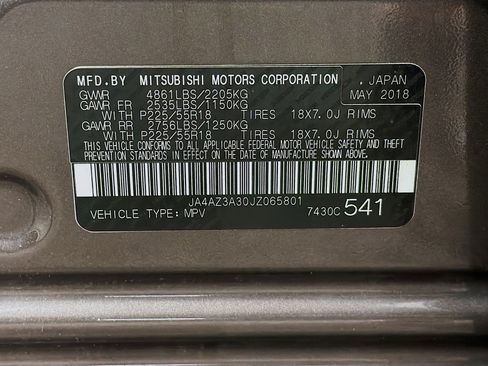 MFD.BY MITSUBISHI MOTORS CORPORATION , JAPAN
GVWR 4861LBS/2205KG MAY 2018
GAWR FR 2535LBS/1150KG
WITH P225/55R18 TIRES 18X7.0J RIMS
GAWR RR 2756LBS/1250KG
WITH P225/55R18 TIRES 18X7.0J RIMS
THIS VEHICLE CONFORMS TO ALL APPLICABLE FEDERAL MOTOR VEHICLE SAFETY
AND THEFT PREVENTION STANDARDS IN EFFECT ON THE DATE OF MANUFACTURE SHOWN ABOVE.
JA4AZ3A30JZ065801
VEHICLE TYPE: MPV 7430C 541